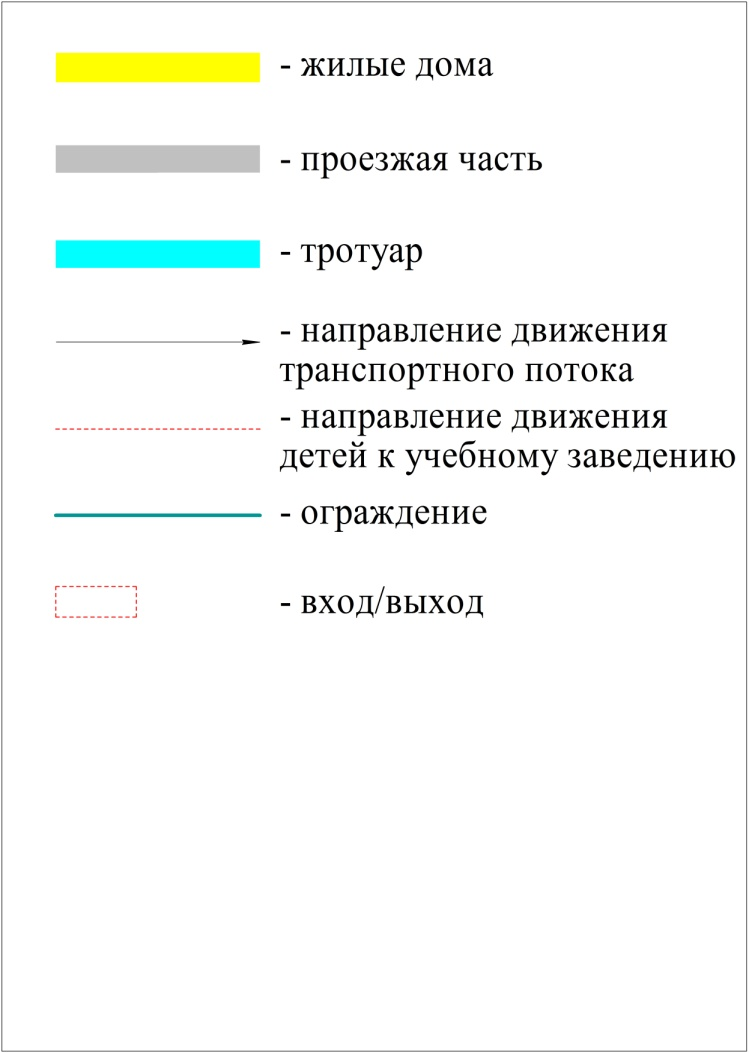 - жилые дома
- проезжая часть
- тротуар
- направление движения
транспортного потока
- направление движения
детей к учебному заведению
- ограждение
- вход/выход